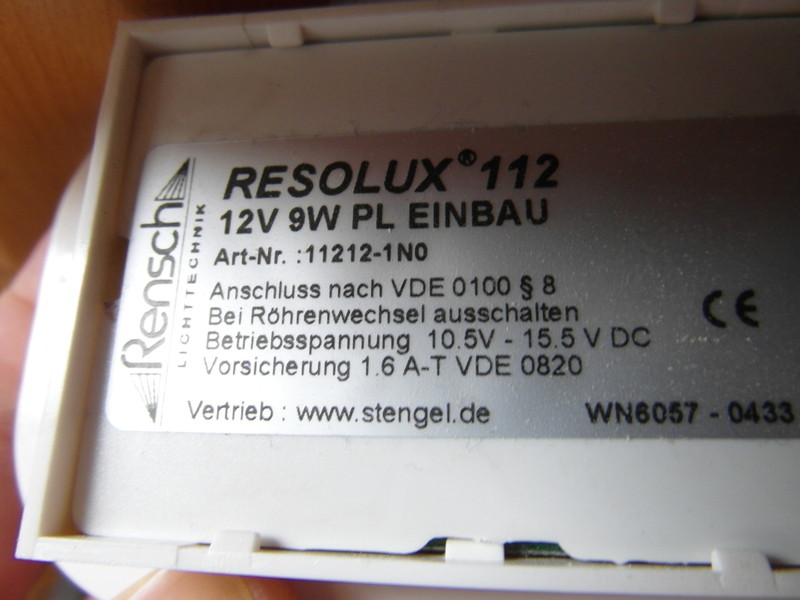 Rensch
LICHTTECHNIK
RESOLUX® 112
12V 9W PL EINBAU
Art-Nr. :11212-1N0
Anschluss nach VDE 0100 § 8
Bei Röhrenwechsel ausschalten
Betriebsspannung 10.5V - 15.5 V DC
Vorsicherung 1.6 A-T VDE 0820
CE
Vertrieb : www.stengel.de
WN6057 - 0433